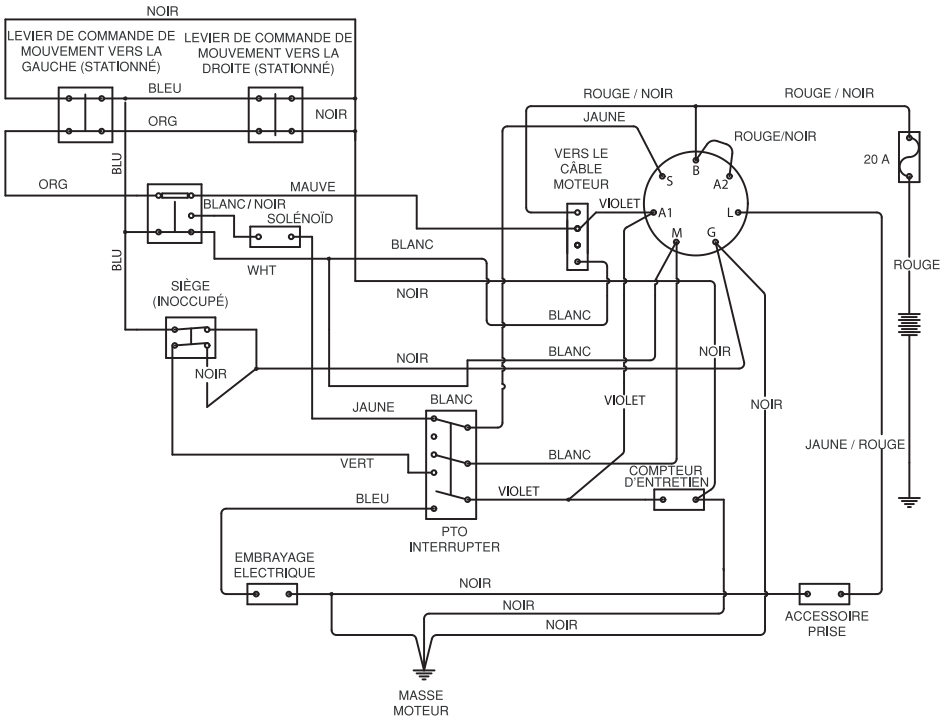 NOIR
LEVIER DE COMMANDE DE
MOUVEMENT VERS LA
GAUCHE (STATIONNÉ)
LEVIER DE COMMANDE DE
MOUVEMENT VERS LA
DROITE (STATIONNÉ)
BLEU
NOIR
ORG
BLU
ORG
MAUVE
BLANC / NOIR
SOLÉNOÏD
BLANC
WHT
BLU
NOIR
SIÈGE
(INOCCUPÉ)
NOIR
ROUGE / NOIR
ROUGE / NOIR
JAUNE
ROUGE/NOIR
VERS LE
CÂBLE
MOTEUR
20 A
B
S
A2
VIOLET
A1
L
M
G
ROUGE
BLANC
BLANC
NOIR
NOIR
VIOLET
NOIR
BLANC
JAUNE
VERT
BLANC
BLEU
VIOLET
COMPTEUR
D'ENTRETIEN
JAUNE / ROUGE
PTO
INTERRUPTER
EMBRAYAGE
ELECTRIQUE
NOIR
NOIR
NOIR
ACCESSOIRE
PRISE
MASSE
MOTEUR